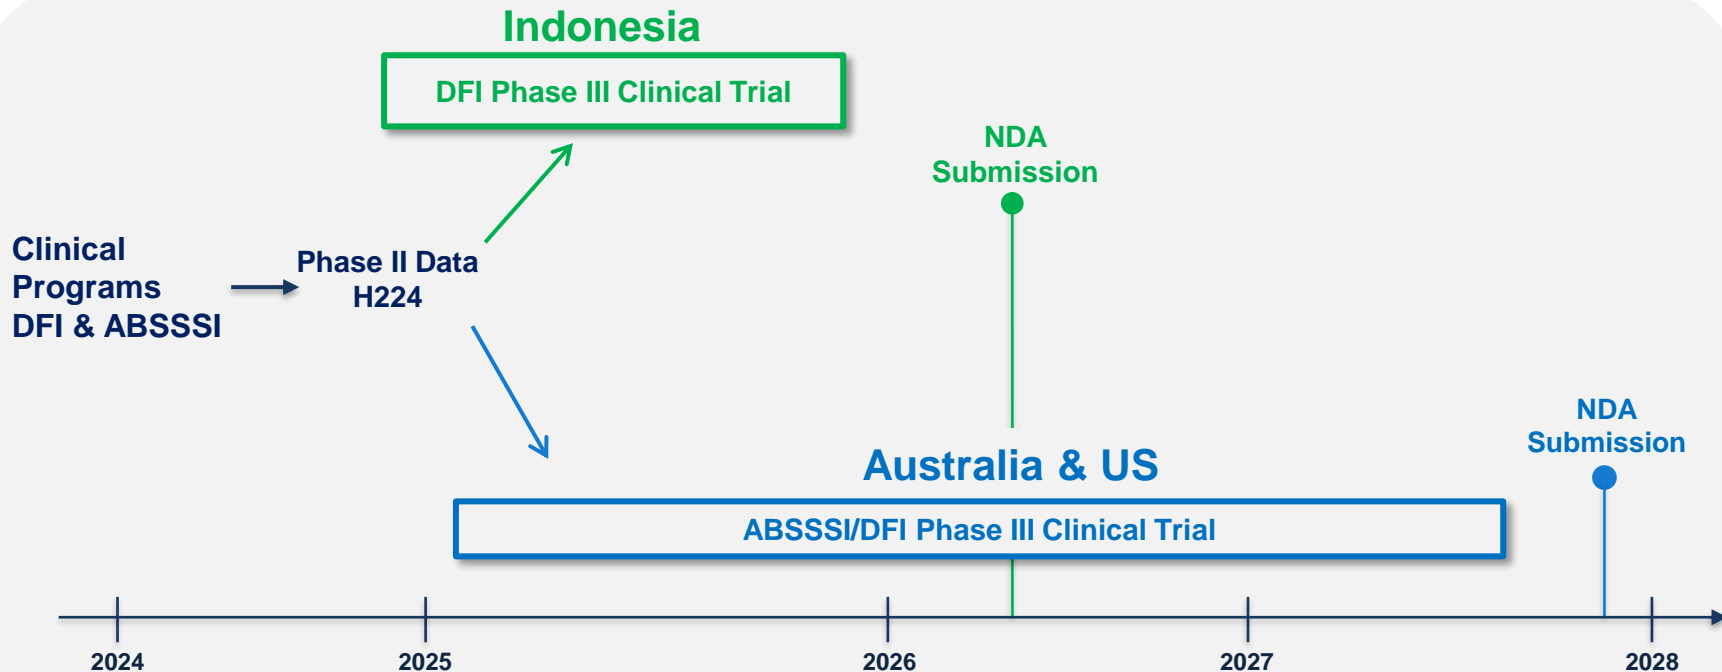 Indonesia
DFI Phase III Clinical Trial
NDA
Submission
Clinical
Programs
DFI & ABSSSI
Phase II Data
H224
NDA
Submission
Australia & US
ABSSSI/DFI Phase III Clinical Trial
2024
2025
2026
2027
2028